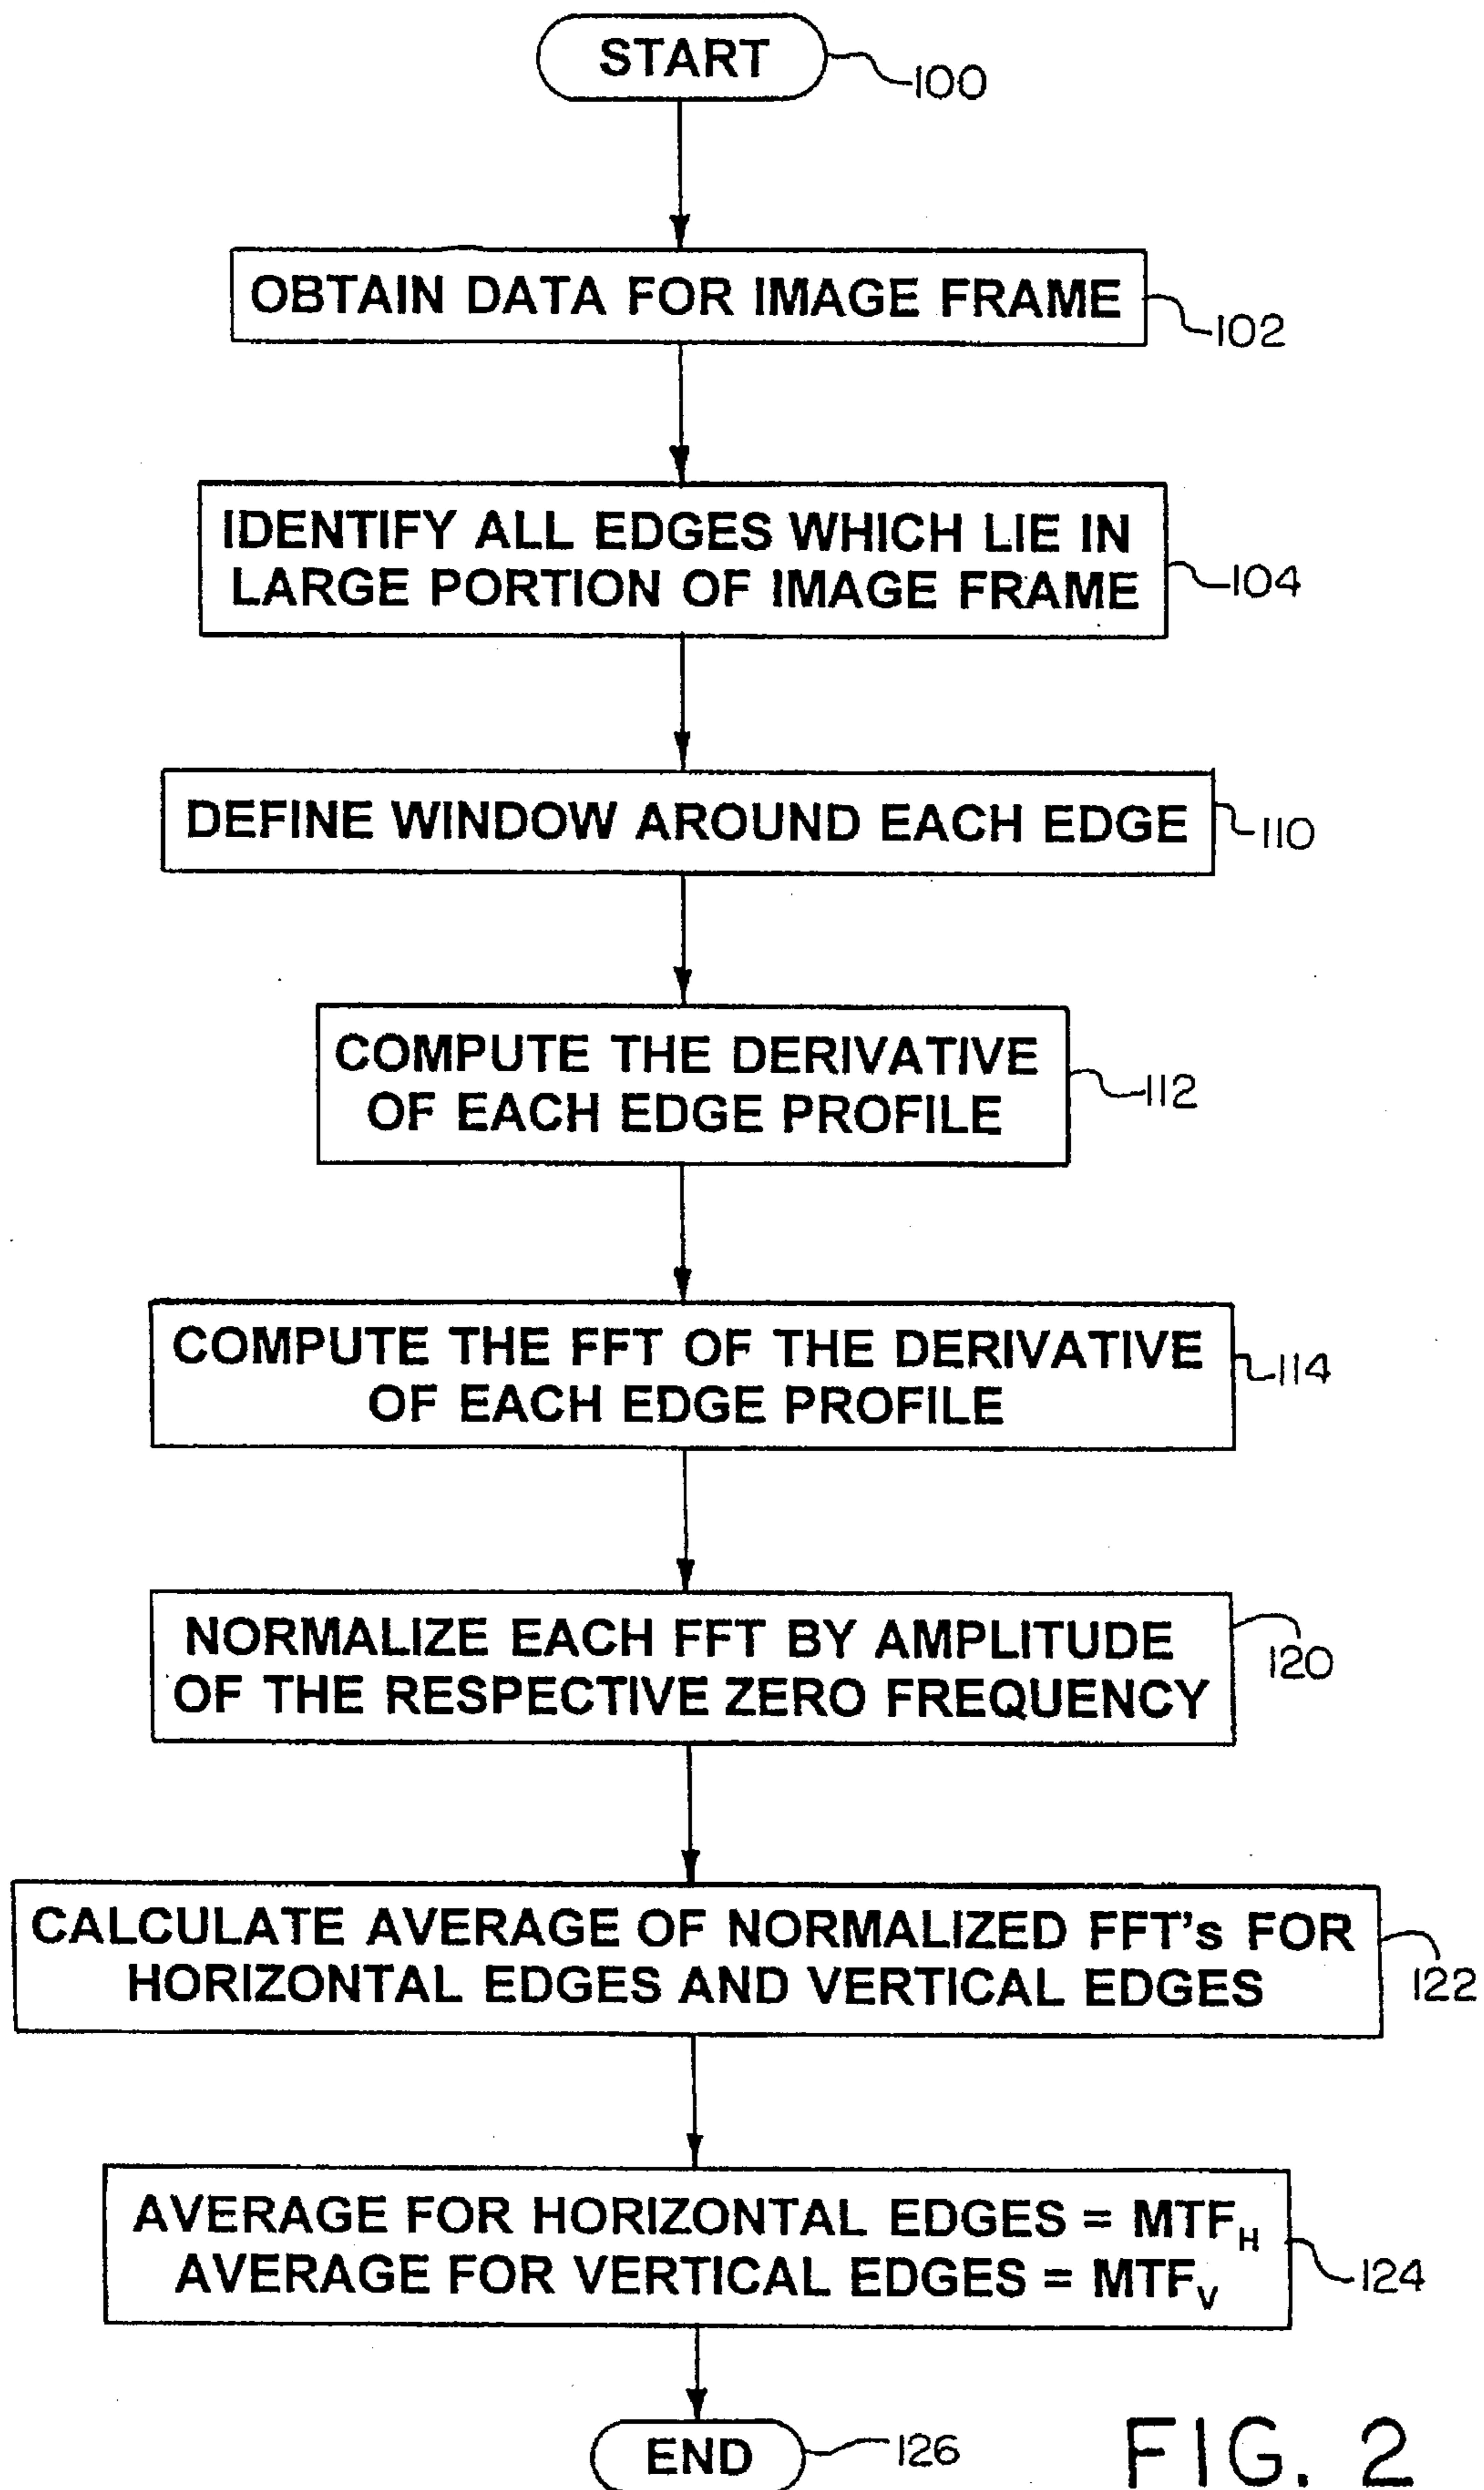 START
100
OBTAIN DATA FOR IMAGE FRAME
102
IDENTIFY ALL EDGES WHICH LIE IN
LARGE PORTION OF IMAGE FRAME
104
DEFINE WINDOW AROUND EACH EDGE
110
COMPUTE THE DERIVATIVE
OF EACH EDGE PROFILE
112
COMPUTE THE FFT OF THE DERIVATIVE
OF EACH EDGE PROFILE
114
NORMALIZE EACH FFT BY AMPLITUDE
OF THE RESPECTIVE ZERO FREQUENCY
120
CALCULATE AVERAGE OF NORMALIZED FFT's FOR
HORIZONTAL EDGES AND VERTICAL EDGES
122
AVERAGE FOR HORIZONTAL EDGES = MTF_H
AVERAGE FOR VERTICAL EDGES = MTF_V
124
END
126
FIG. 2